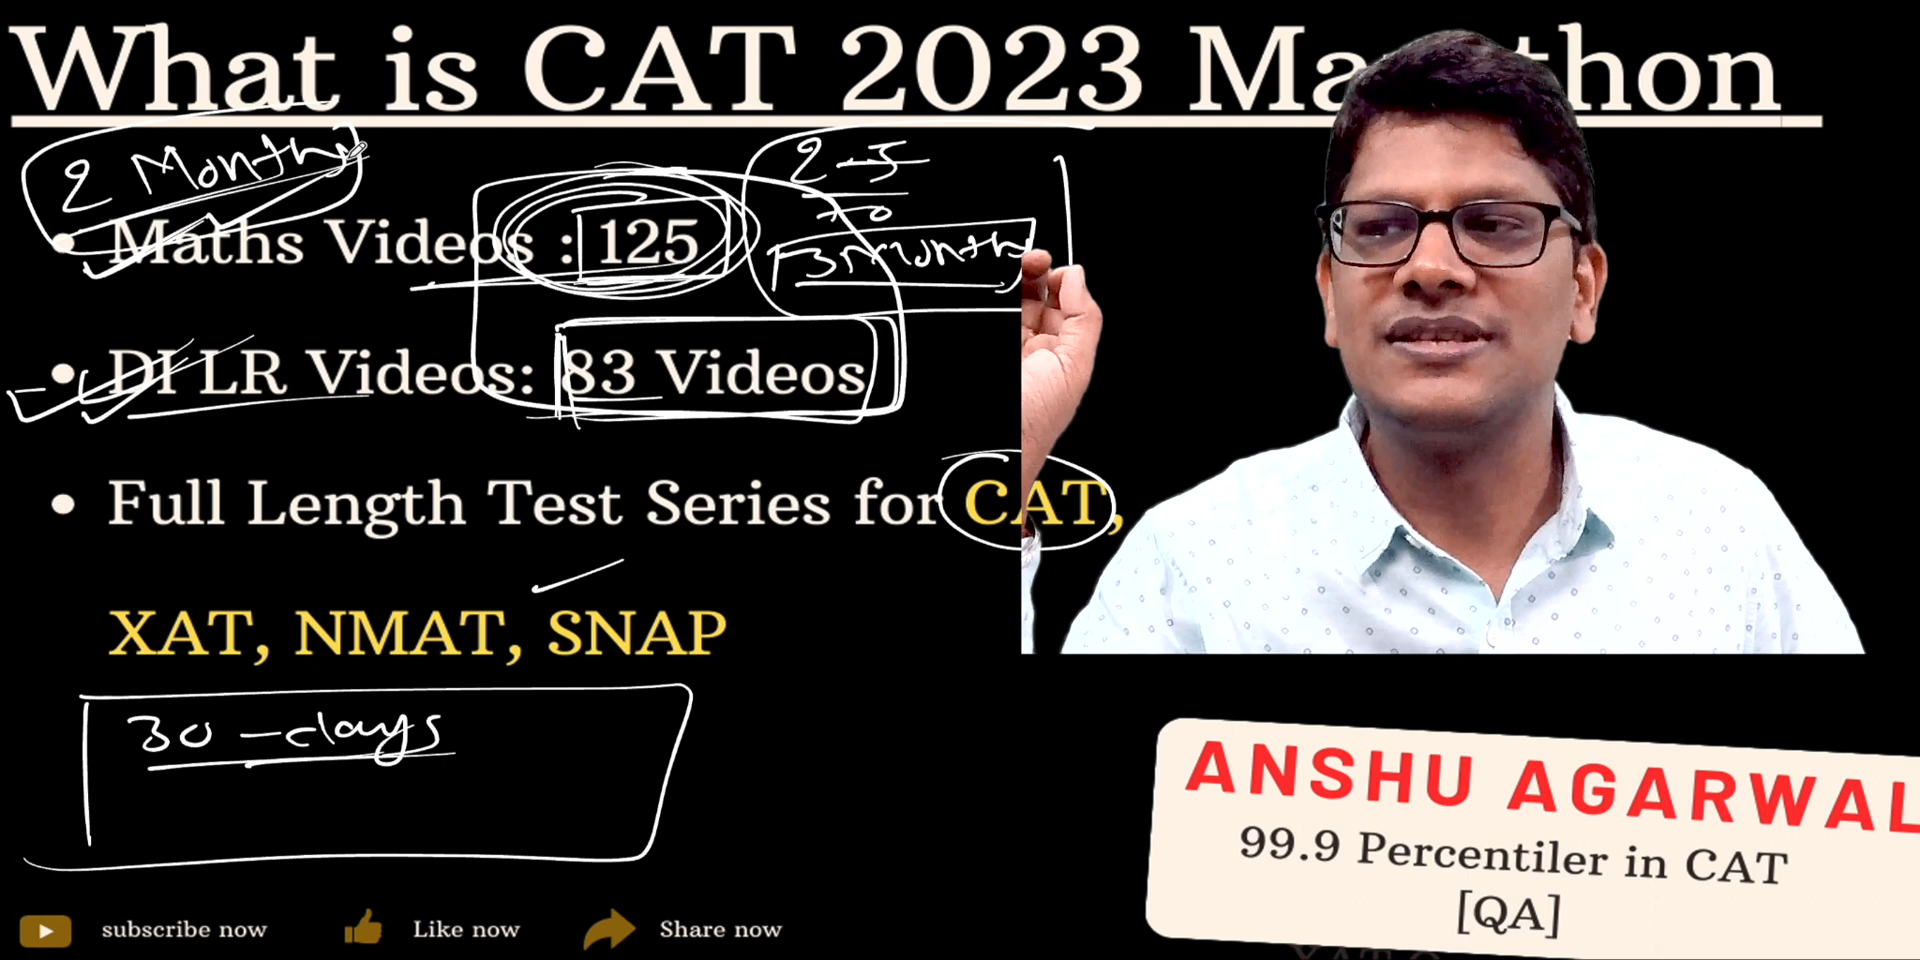 What is CAT 2023 Ma thon
2 Months
2-3
• Maths Videos : 125
3 months
• DI LR Videos: 83 Videos
• Full Length Test Series for CAT,
XAT, NMAT, SNAP
30 - days
ANSHU AGARWAL
99.9 Percentiler in CAT
[QA]
subscribe now
Like now
Share now